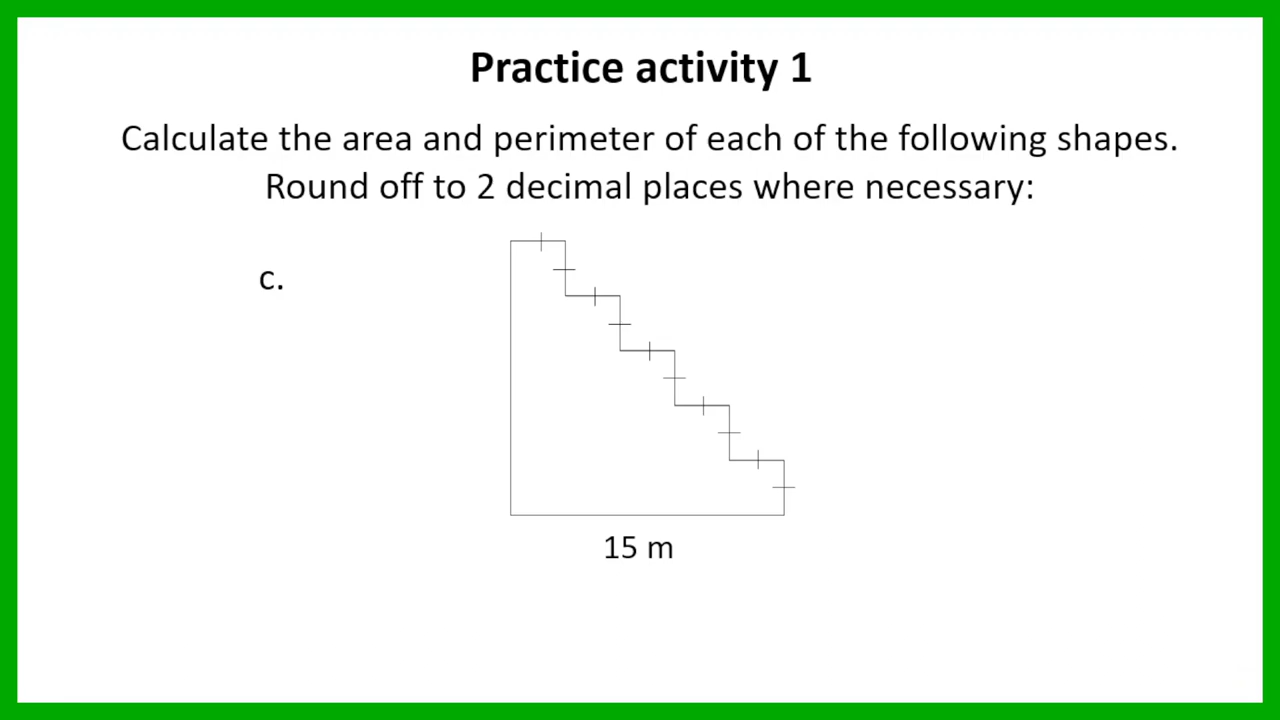 Practice activity 1
Calculate the area and perimeter of each of the following shapes.
Round off to 2 decimal places where necessary:
c.
15 m